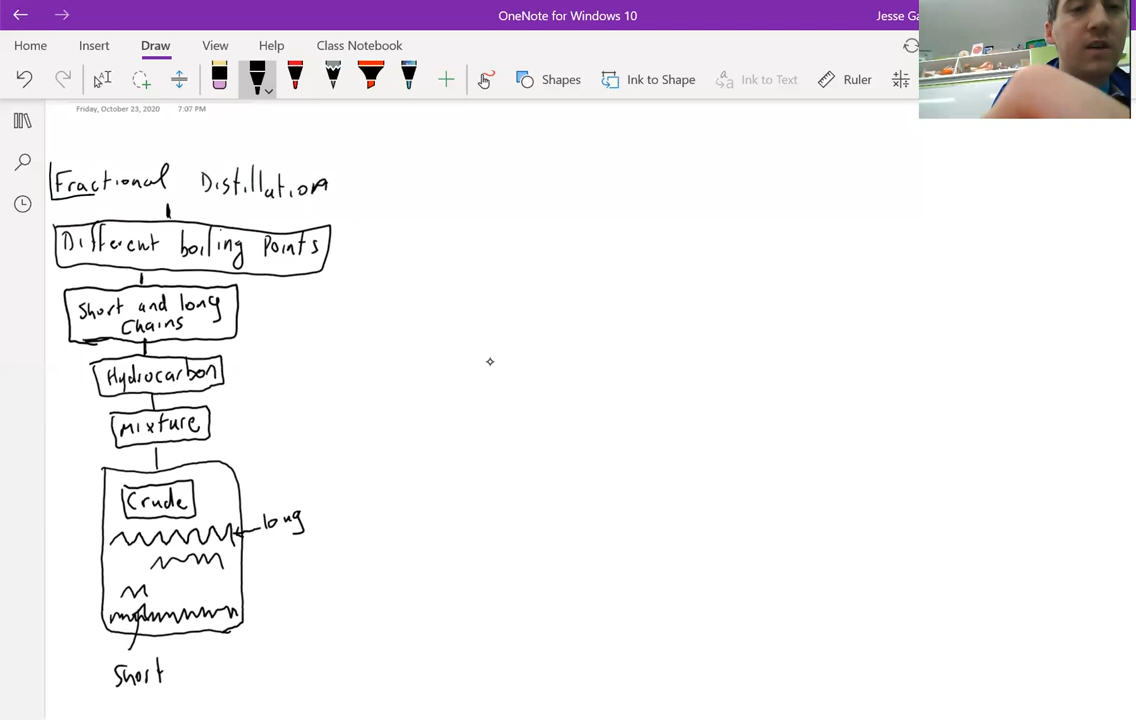 OneNote for Windows 10
Jesse Ga
Home Insert Draw View Help Class Notebook
Shapes Ink to Shape Ink to Text Ruler
Friday, October 23, 2020 7:07 PM
Fractional Distillation
Different boiling Points
Short and long
Chains
Hydrocarbon
Mixture
Crude
long
Short